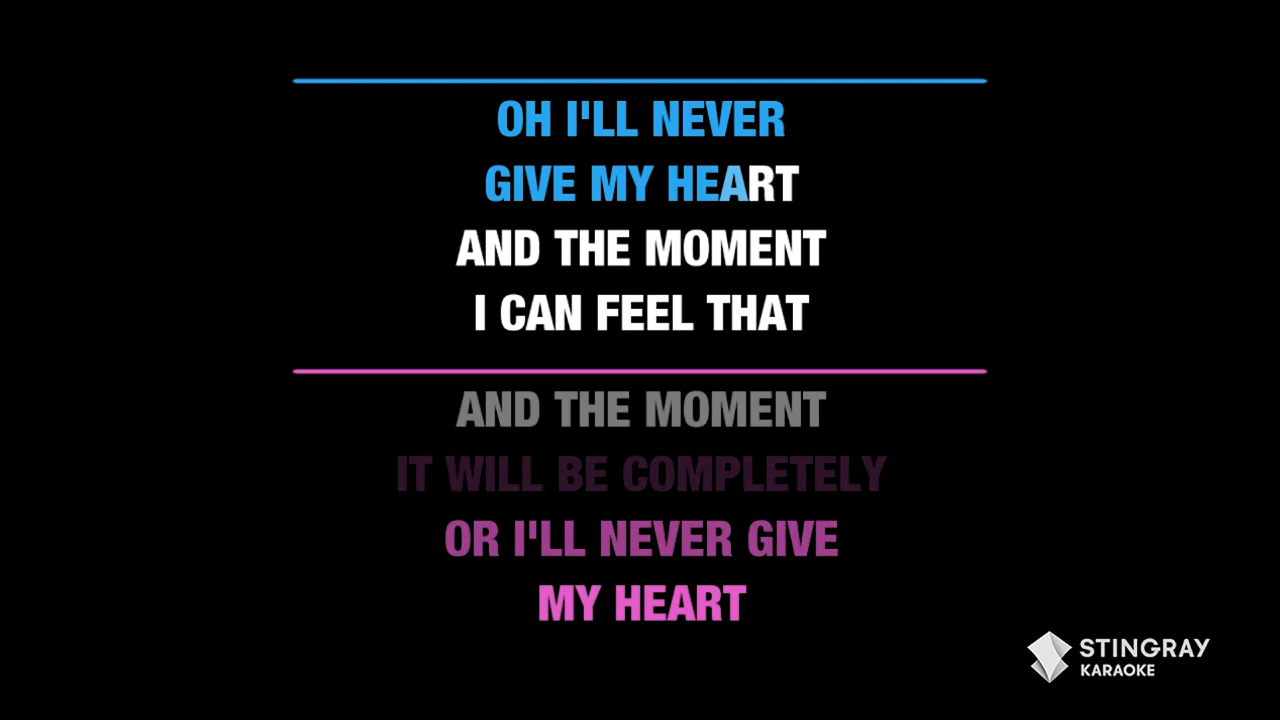 OH I'LL NEVER
GIVE MY HEART
AND THE MOMENT
I CAN FEEL THAT
AND THE MOMENT
IT WILL BE COMPLETELY
OR I'LL NEVER GIVE
MY HEART
STINGRAY
KARAOKE